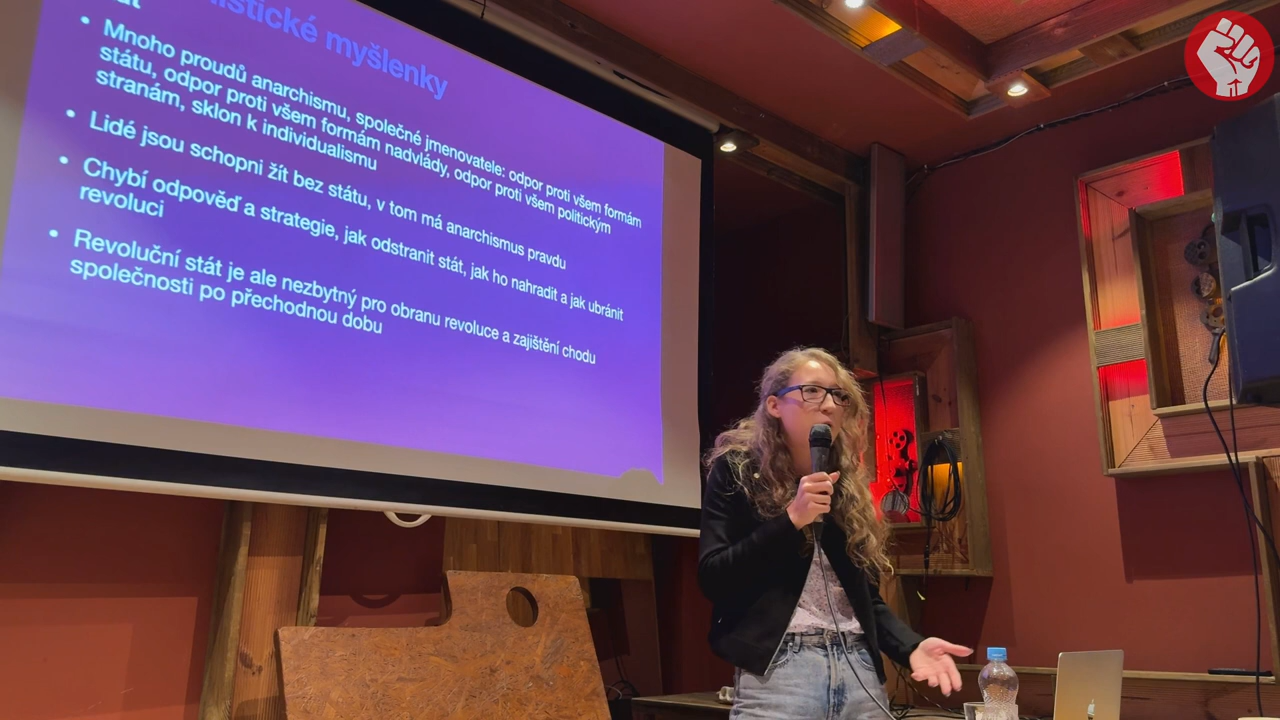 istické myšlenky
Mnoho proudů anarchismu, společné jmenovatele: odpor proti všem formám
státu, odpor proti všem formám nadvlády, odpor proti všem politickým
stranám, sklon k individualismu
Lidé jsou schopni žít bez státu, v tom má anarchismus pravdu
Chybí odpověď a strategie, jak odstranit stát, jak ho nahradit a jak ubránit
revoluci
Revoluční stát je ale nezbytný pro obranu revoluce a zajištění chodu
společnosti po přechodnou dobu